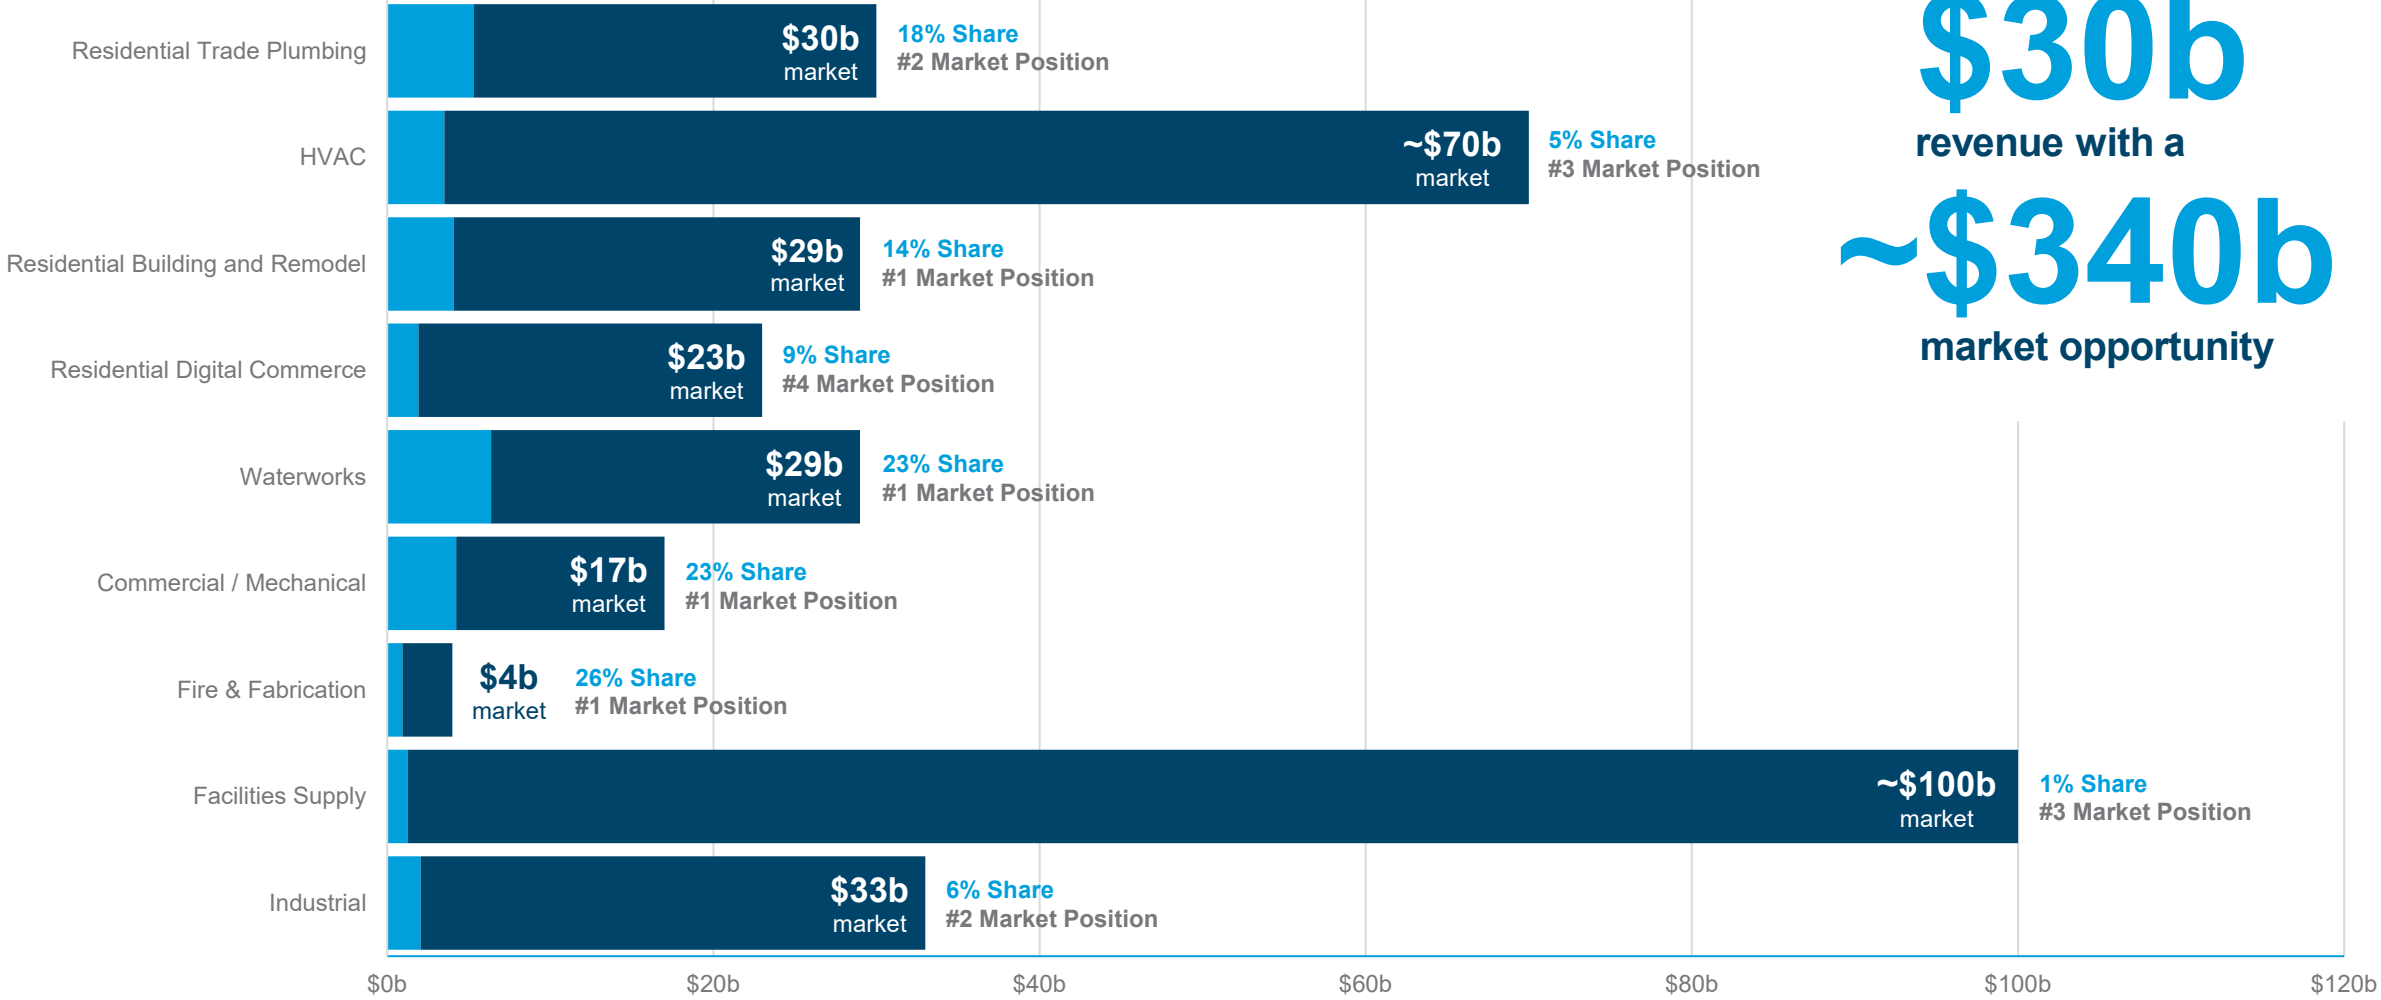 Residential Trade Plumbing
$30b
market
18% Share
#2 Market Position
HVAC
~$70b
market
5% Share
#3 Market Position
Residential Building and Remodel
$29b
market
14% Share
#1 Market Position
Residential Digital Commerce
$23b
market
9% Share
#4 Market Position
Waterworks
$29b
market
23% Share
#1 Market Position
Commercial / Mechanical
$17b
market
23% Share
#1 Market Position
Fire & Fabrication
$4b
market
26% Share
#1 Market Position
Facilities Supply
~$100b
market
1% Share
#3 Market Position
Industrial
$33b
market
6% Share
#2 Market Position
$0b
$20b
$40b
$60b
$80b
$100b
$120b
$30b
revenue with a
~$340b
market opportunity